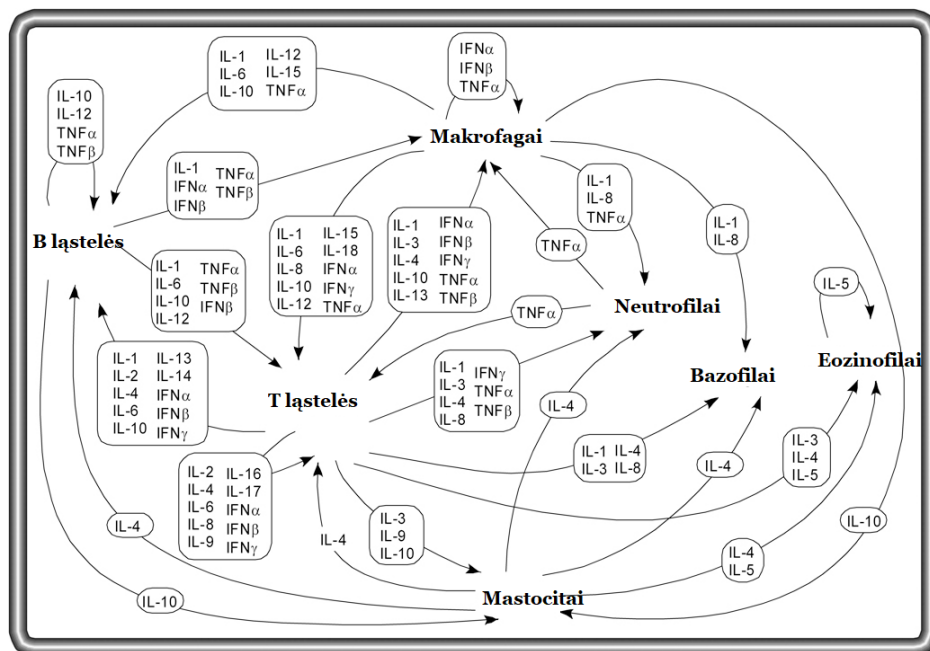 IL-1 IL-12
IL-6 IL-15
IL-10 TNFα
IFNα
IFNβ
TNFα
IL-10
IL-12
TNFα
TNFβ
Makrofagai
IL-1 TNFα
IFNα TNFβ
IFNβ
IL-1
IL-8
TNFα
IL-1
IL-8
B ląstelės
IL-1 IL-15
IL-6 IL-18
IL-8 IFNα
IL-10 IFNγ
IL-12 TNFα
IL-1 IFNα
IL-3 IFNβ
IL-4 IFNγ
IL-10 TNFα
IL-13 TNFβ
TNFα
IL-1 TNFα
IL-6 TNFβ
IL-10 IFNβ
IL-12
IL-5
Neutrofilai
TNFα
IL-1 IL-13
IL-2 IL-14
IL-4 IFNα
IL-6 IFNβ
IL-10 IFNγ
T ląstelės
IL-1 IFNγ
IL-3 TNFα
IL-4 TNFβ
IL-8
Bazofilai
Eozinofilai
IL-4
IL-1 IL-4
IL-3 IL-8
IL-3
IL-4
IL-5
IL-2 IL-16
IL-4 IL-17
IL-6 IFNα
IL-8 IFNβ
IL-9 IFNγ
IL-4
IL-4
IL-4
IL-3
IL-9
IL-10
IL-10
IL-4
IL-5
IL-10
Mastocitai